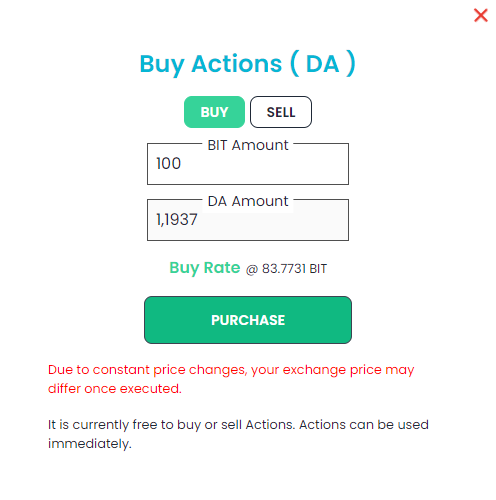 Buy Actions ( DA )
BUY SELL
BIT Amount
100
DA Amount
1,1937
Buy Rate @ 83.7731 BIT
PURCHASE
Due to constant price changes, your exchange price may
differ once executed.
It is currently free to buy or sell Actions. Actions can be used
immediately.